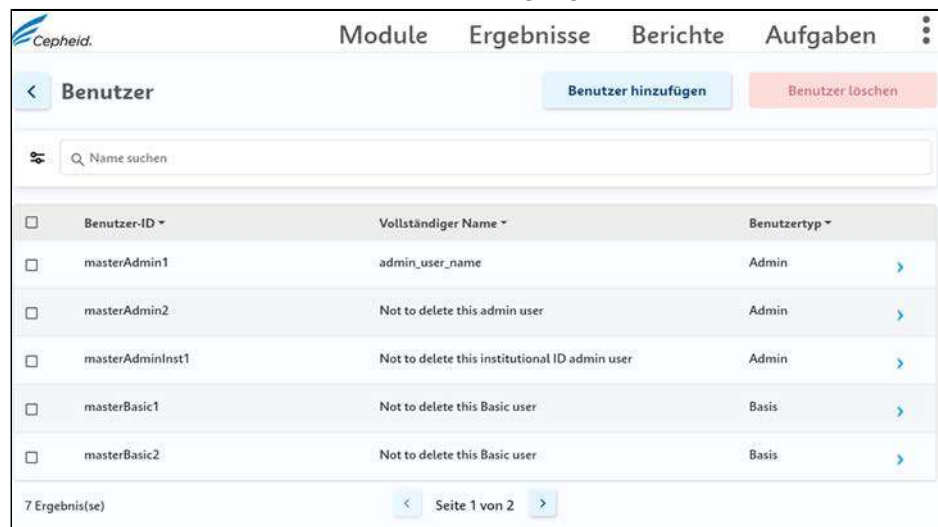 Cepheid. Module Ergebnisse Berichte Aufgaben
Benutzer Benutzer hinzufügen Benutzer löschen
Name suchen
Benutzer-ID Vollständiger Name Benutzertyp
masterAdmin1 admin_user_name Admin
masterAdmin2 Not to delete this admin user Admin
masterAdminInst1 Not to delete this institutional ID admin user Admin
masterBasic1 Not to delete this Basic user Basis
masterBasic2 Not to delete this Basic user Basis
7 Ergebnis(se) Seite 1 von 2